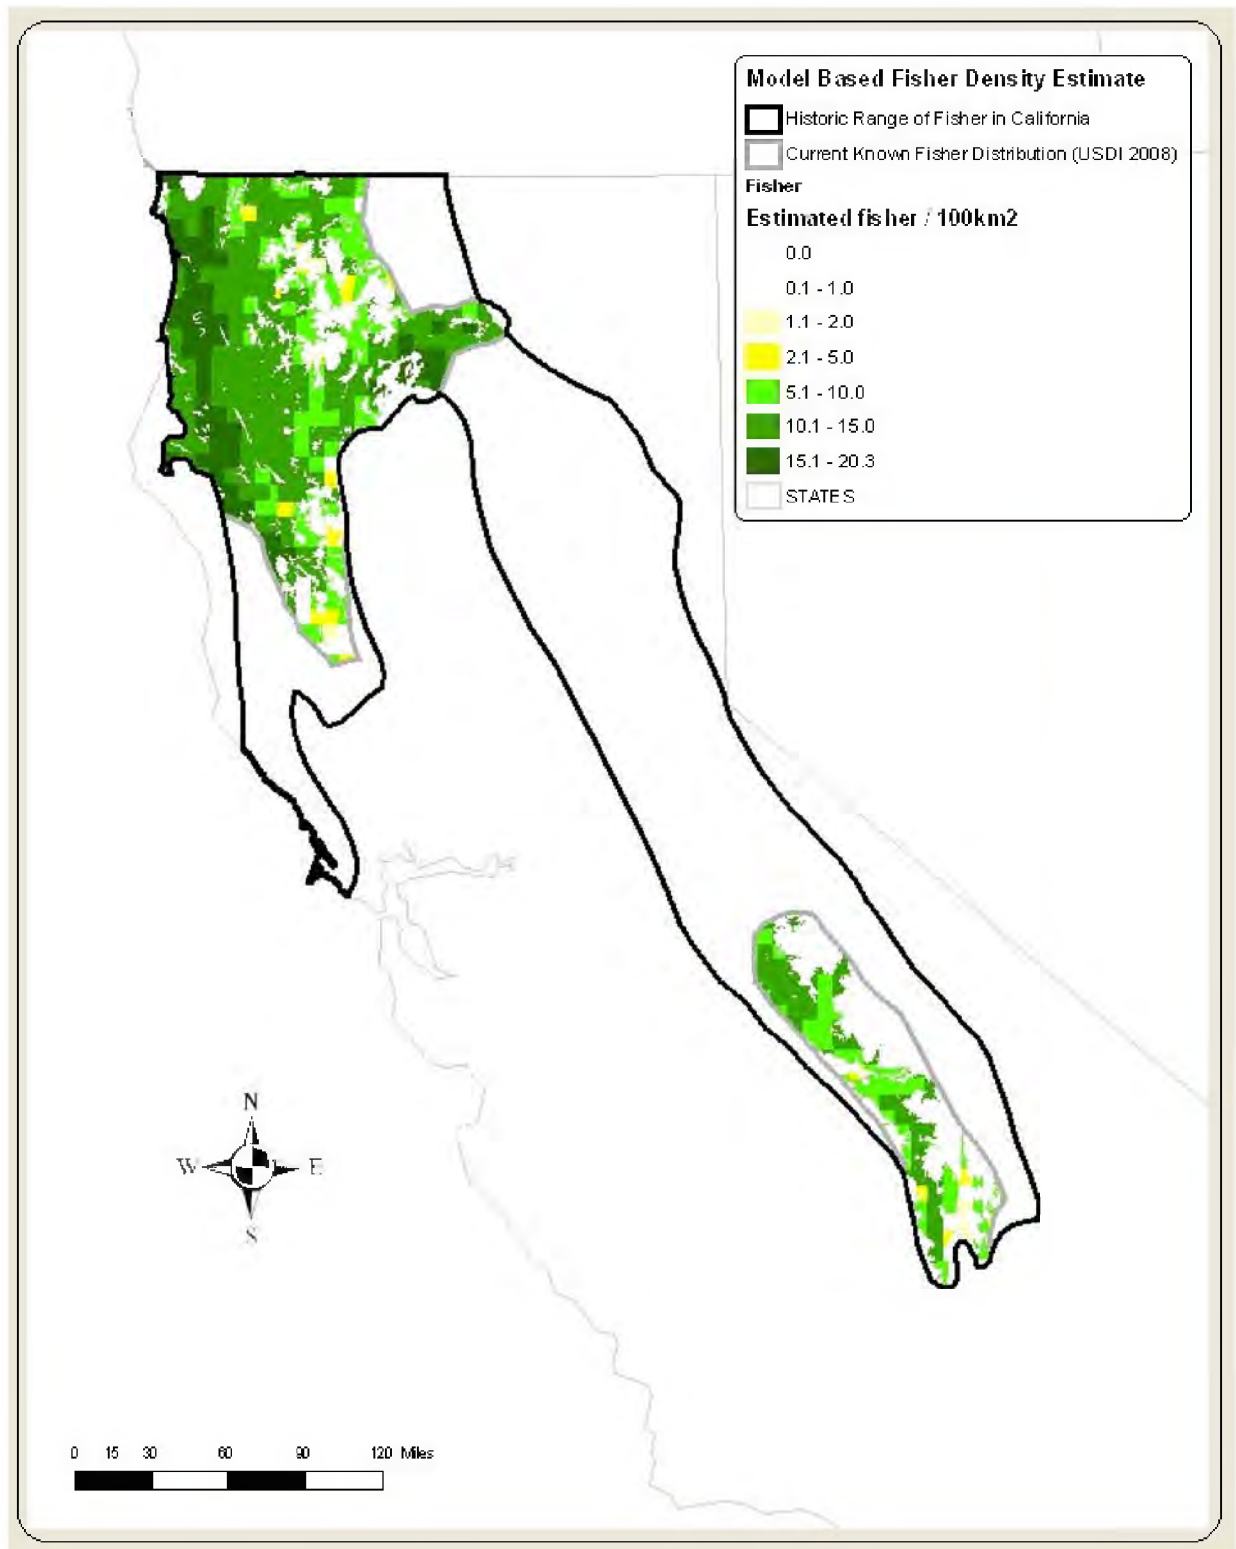 Model Based Fisher Density Estimate
Historic Range of Fisher in California
Current Known Fisher Distribution (USDI 2008)
Fisher
Estimated fisher / 100km2
0.0
0.1 - 1.0
1.1 - 2.0
2.1 - 5.0
5.1 - 10.0
10.1 - 15.0
15.1 - 20.3
STATES
N
W E
S
0 15 30 60 90 120 Miles